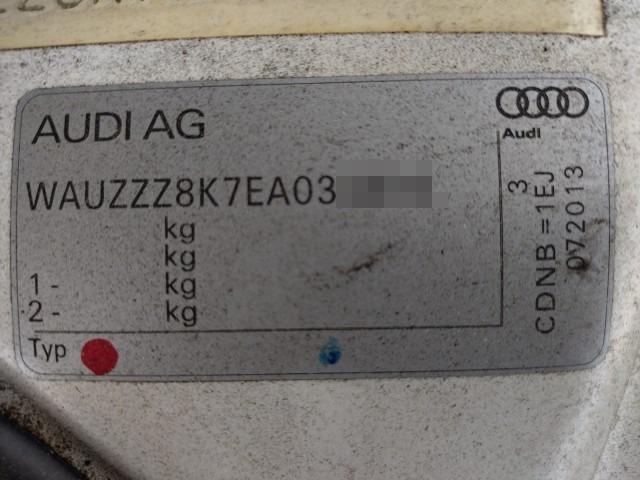 AUDI AG
Audi
WAUZZZ8K7EA03
kg
kg
1 - kg
2 - kg
Typ
3
CDNB =1EJ
072013